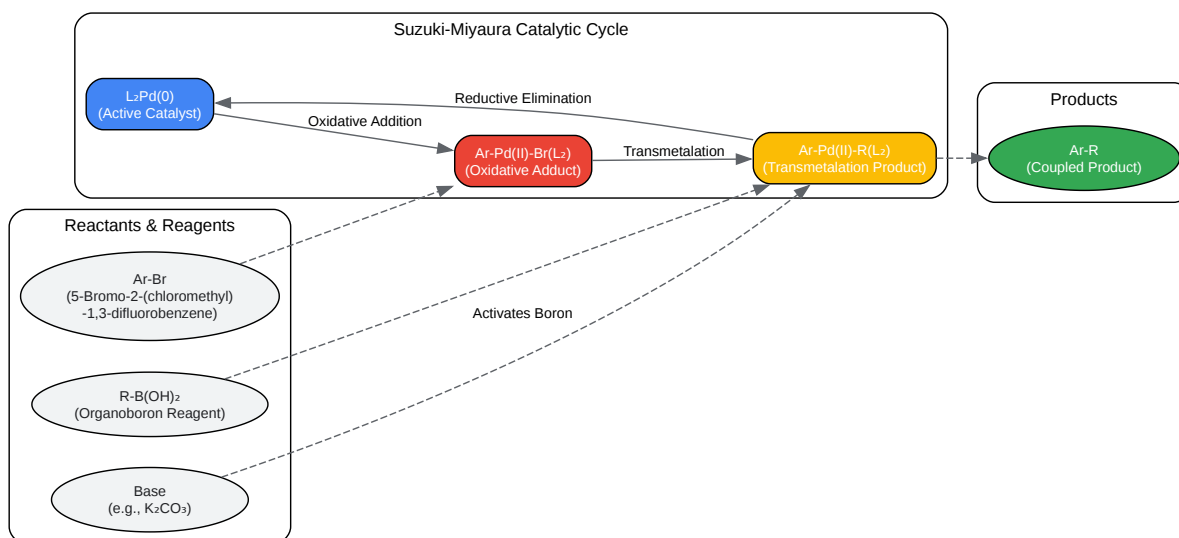 Suzuki-Miyaura Catalytic Cycle
L₂Pd(0)
(Active Catalyst)
Reductive Elimination
Oxidative Addition
Ar-Pd(II)-Br(L₂)
(Oxidative Adduct)
Transmetalation
Ar-Pd(II)-R(L₂)
(Transmetalation Product)
Products
Ar-R
(Coupled Product)
Reactants & Reagents
Ar-Br
(5-Bromo-2-(chloromethyl)
-1,3-difluorobenzene)
Activates Boron
R-B(OH)₂
(Organoboron Reagent)
Base
(e.g., K₂CO₃)